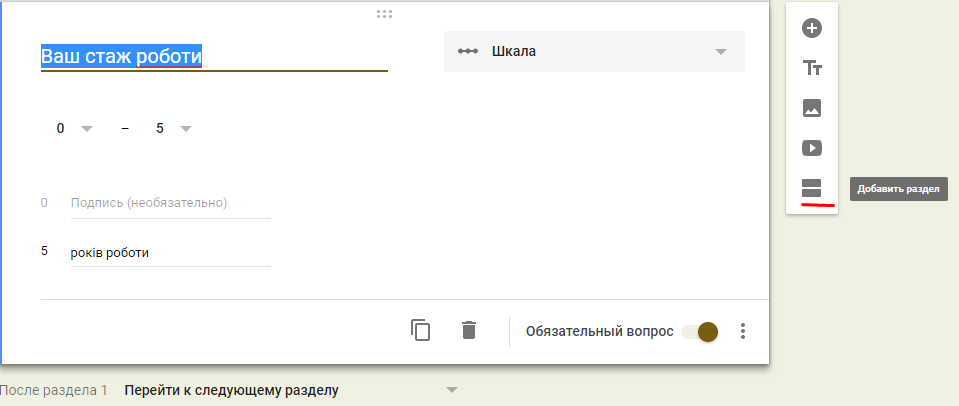 Ваш стаж роботи
Шкала
0 – 5
0 Подпись (необязательно)
5 років роботи
Обязательный вопрос
После раздела 1 Перейти к следующему разделу
Tт
Добавить раздел